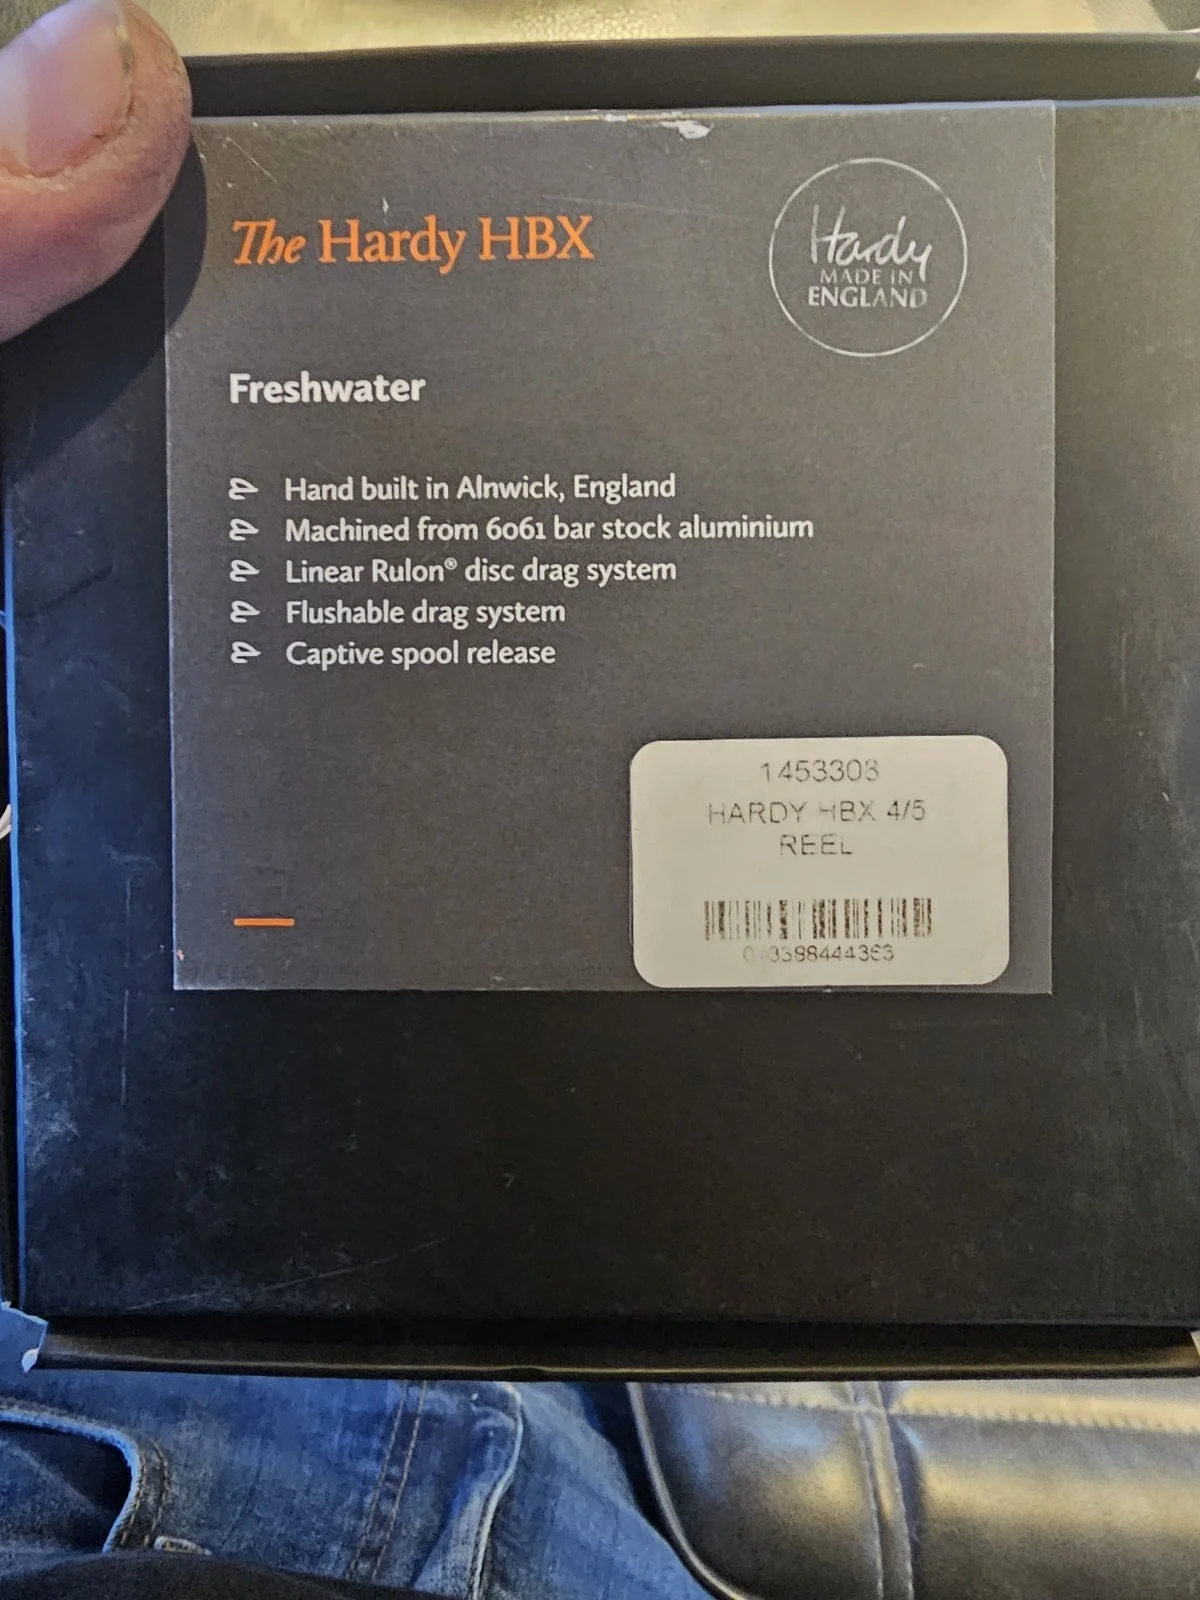 The Hardy HBX
Hardy
MADE IN
ENGLAND
Freshwater
Hand built in Alnwick, England
Machined from 6061 bar stock aluminium
Linear Rulon® disc drag system
Flushable drag system
Captive spool release
1453303
HARDY HBX 4/5
REEL